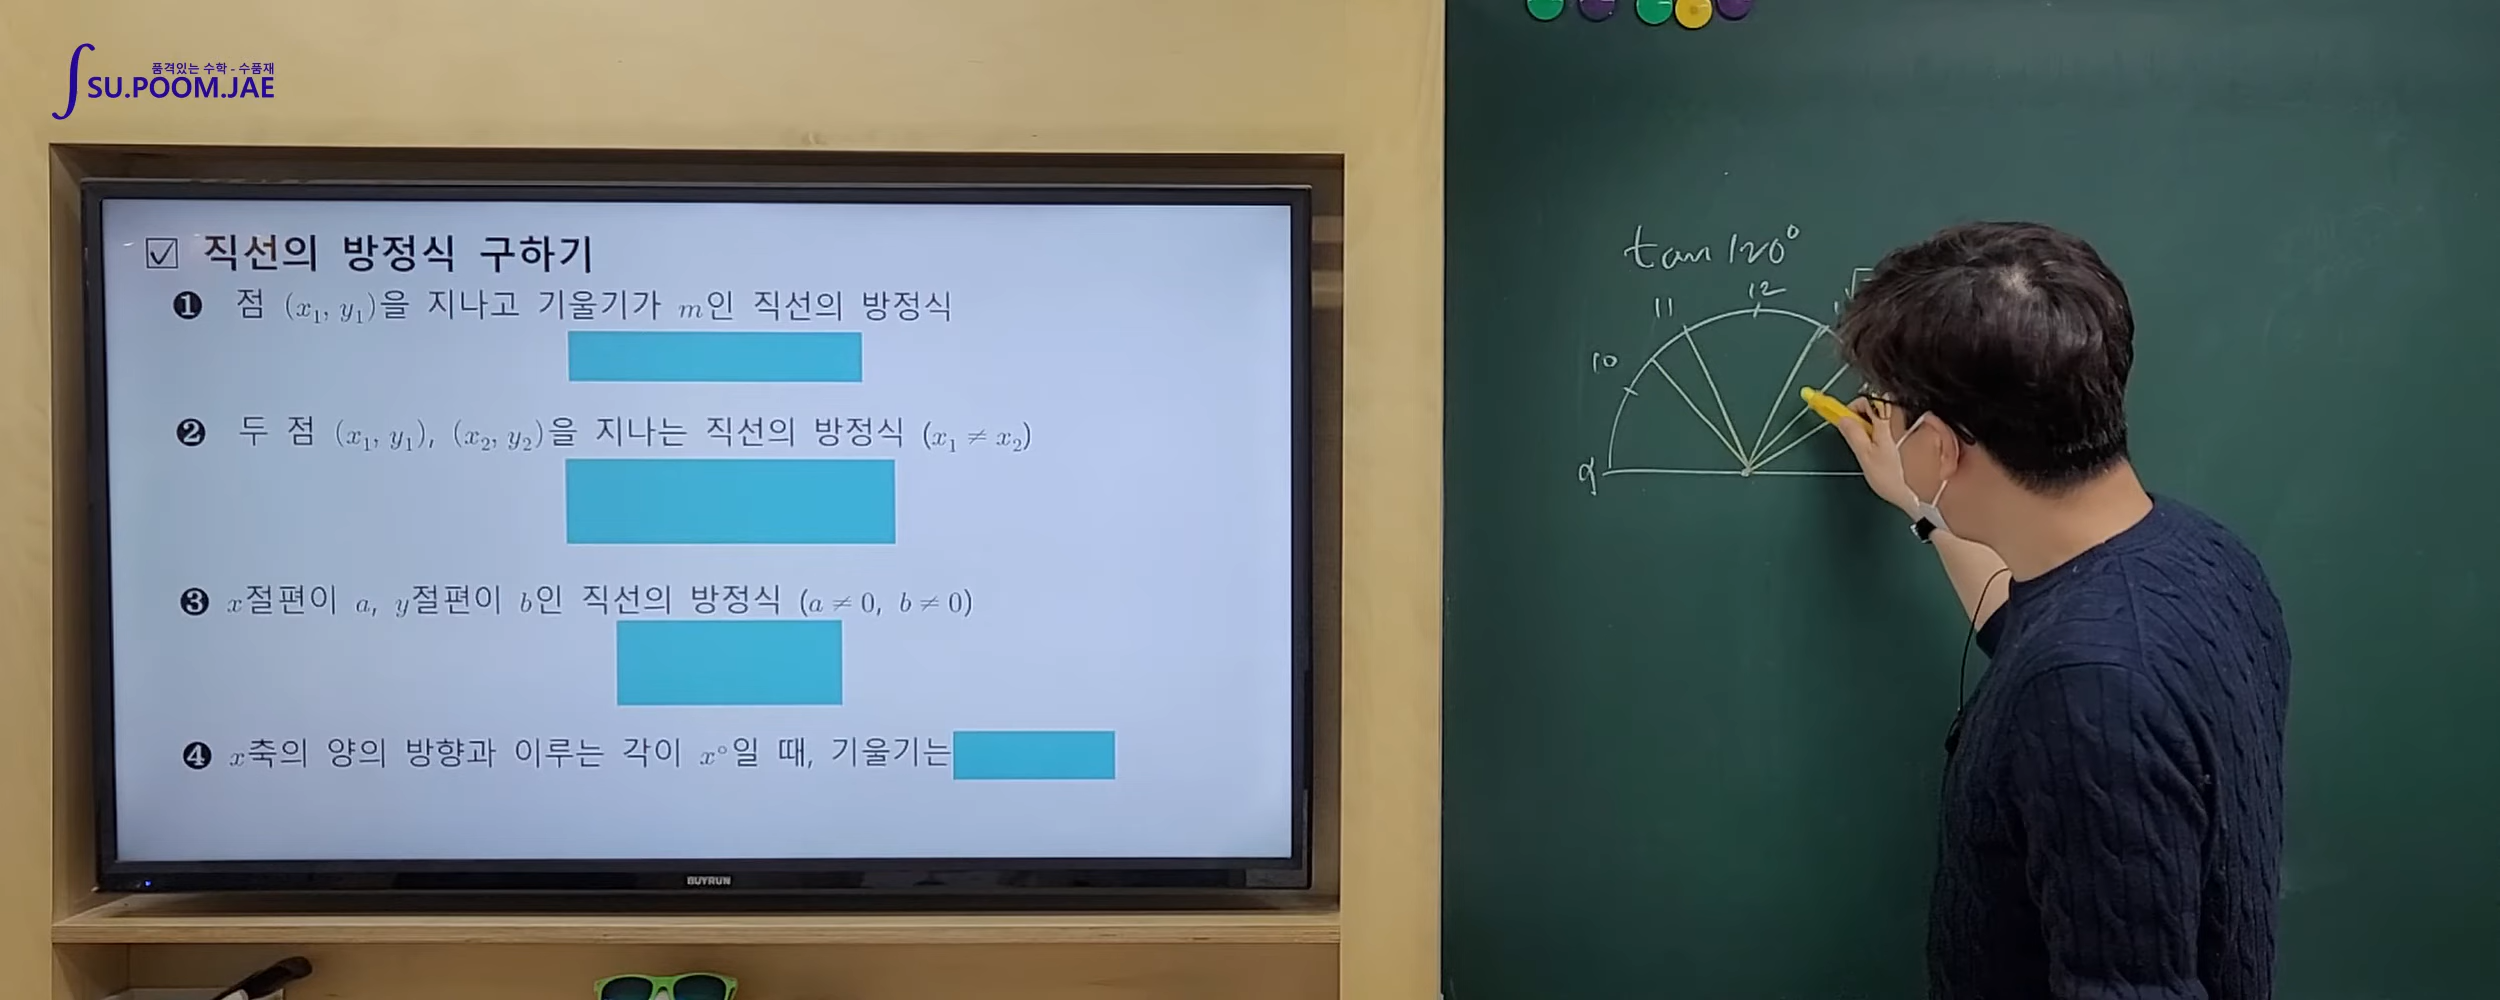 품격있는 수학 - 수품재
SU.POOM.JAE
☑ 직선의 방정식 구하기
❶ 점 (x₁, y₁)을 지나고 기울기가 m인 직선의 방정식
❷ 두 점 (x₁, y₁), (x₂, y₂)을 지나는 직선의 방정식 (x₁ ≠ x₂)
❸ x절편이 a, y절편이 b인 직선의 방정식 (a ≠ 0, b ≠ 0)
❹ x축의 양의 방향과 이루는 각이 x°일 때, 기울기는
BUYRUN
tan 120°
12
11
10
9